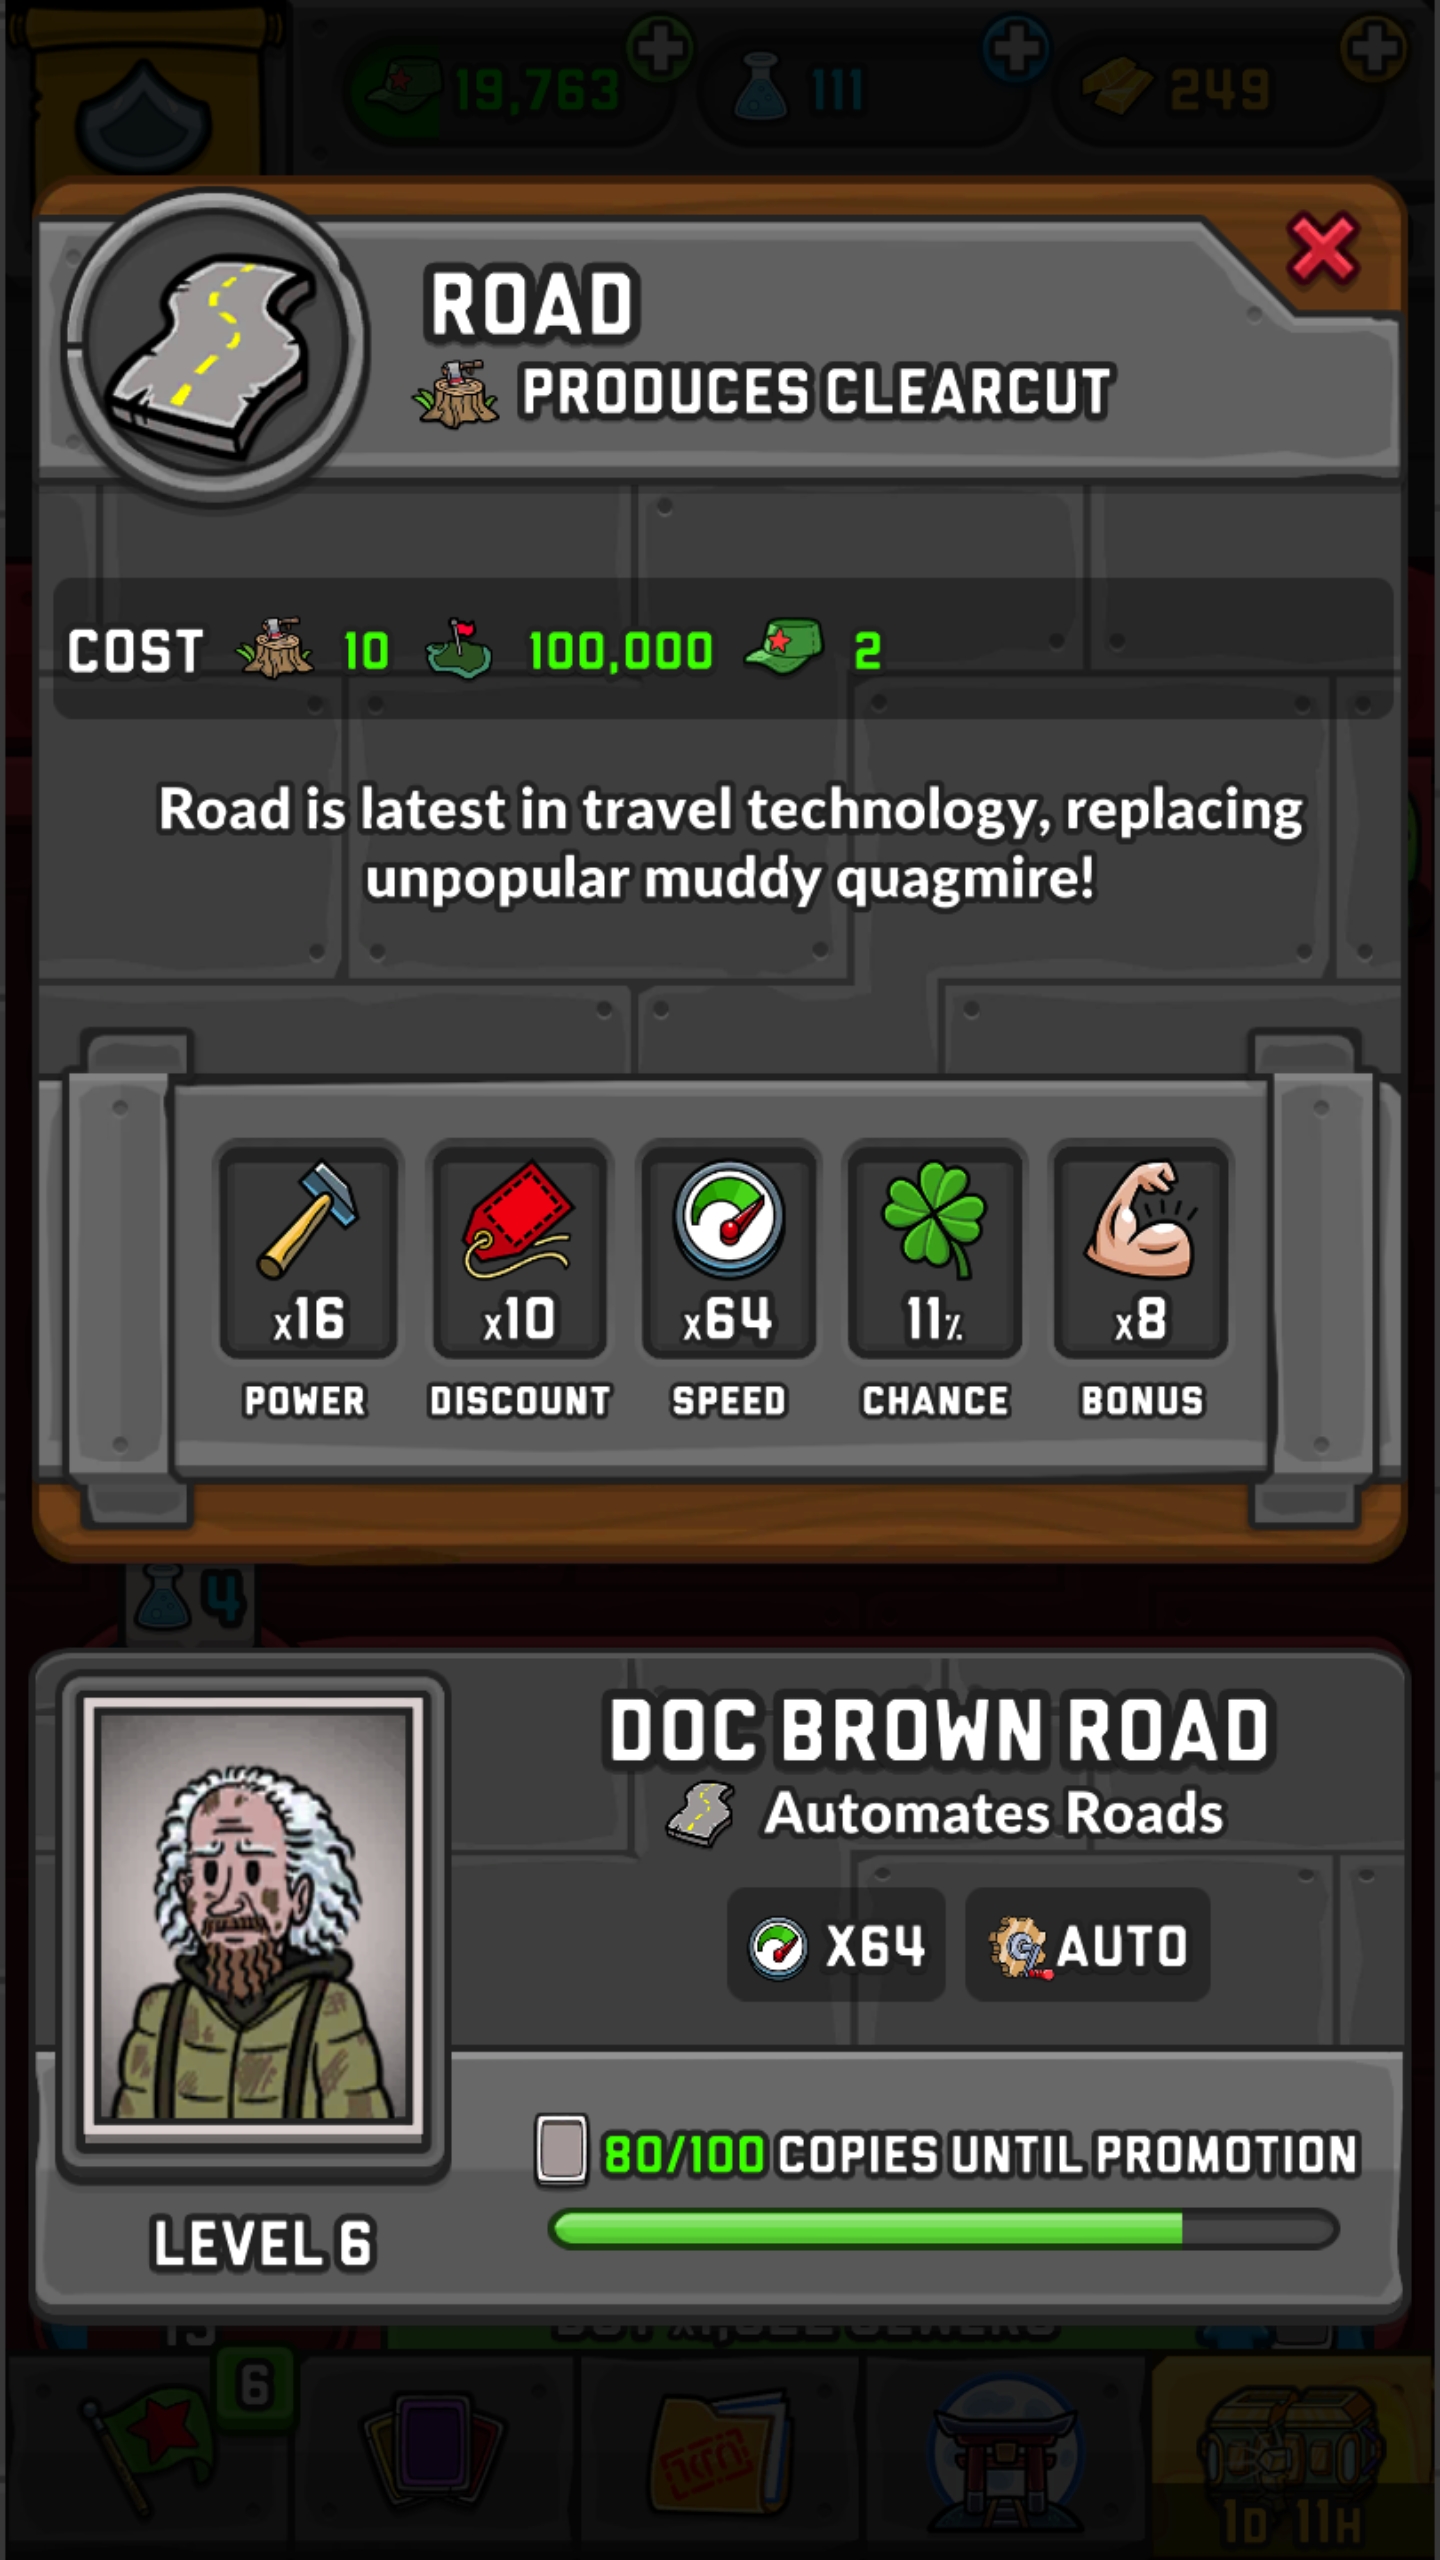 19,763 111 249
ROAD
PRODUCES CLEARCUT
COST 10 100,000 2
Road is latest in travel technology, replacing
unpopular muddy quagmire!
x16 x10 x64 11% x8
POWER DISCOUNT SPEED CHANCE BONUS
4
DOC BROWN ROAD
Automates Roads
X64 AUTO
80/100 COPIES UNTIL PROMOTION
LEVEL 6
6
1D 11H